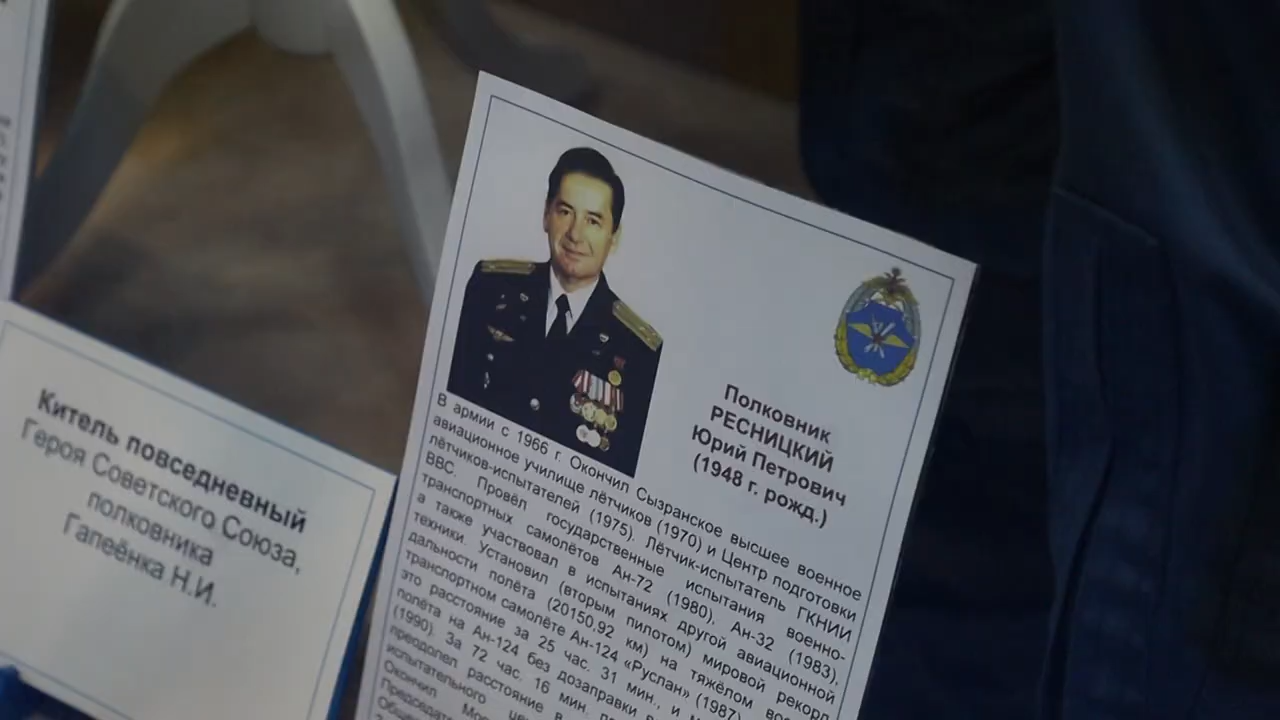 Китель повседневный
Героя Советского Союза,
полковника
Гапеёнка Н.И.
Полковник
РЕСНИЦКИЙ
Юрий Петрович
(1948 г. рожд.)
В армии с 1966 г. Окончил Сызранское высшее военное
авиационное училище лётчиков (1970) и Центр подготовки
лётчиков-испытателей (1975). Лётчик-испытатель ГКНИИ
ВВС. Провёл государственные испытания военно-
транспортных самолётов Ан-72 (1980), Ан-32 (1983),
а также участвовал в испытаниях другой авиационной
техники. Установил (вторым пилотом) мировой рекорд
дальности полёта (20150,92 км) на тяжёлом
транспортном самолёте Ан-124 «Руслан» (1987),
это расстояние за 25 час. 31 мин., и
полёта на Ан-124 без дозаправки
(1990). За 72 час. 16 мин.
преодолел расстояние в
испытательного
Окончил